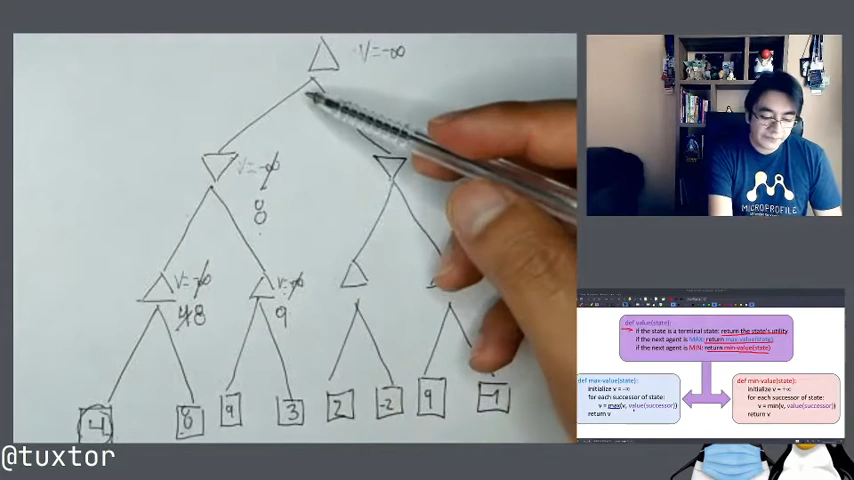 V=-∞
V=-∞
8
V=-∞
V=-∞
4 8
9
4
8
9
3
2
-2
9
-1
MICROPROFILE
def value(state):
if the state is a terminal state: return the state's utility
if the next agent is MAX: return max-value(state)
if the next agent is MIN: return min-value(state)
def max-value(state):
initialize v = -∞
for each successor of state:
v = max(v, value(successor))
return v
def min-value(state):
initialize v = +∞
for each successor of state:
v = min(v, value(successor))
return v
@tuxtor